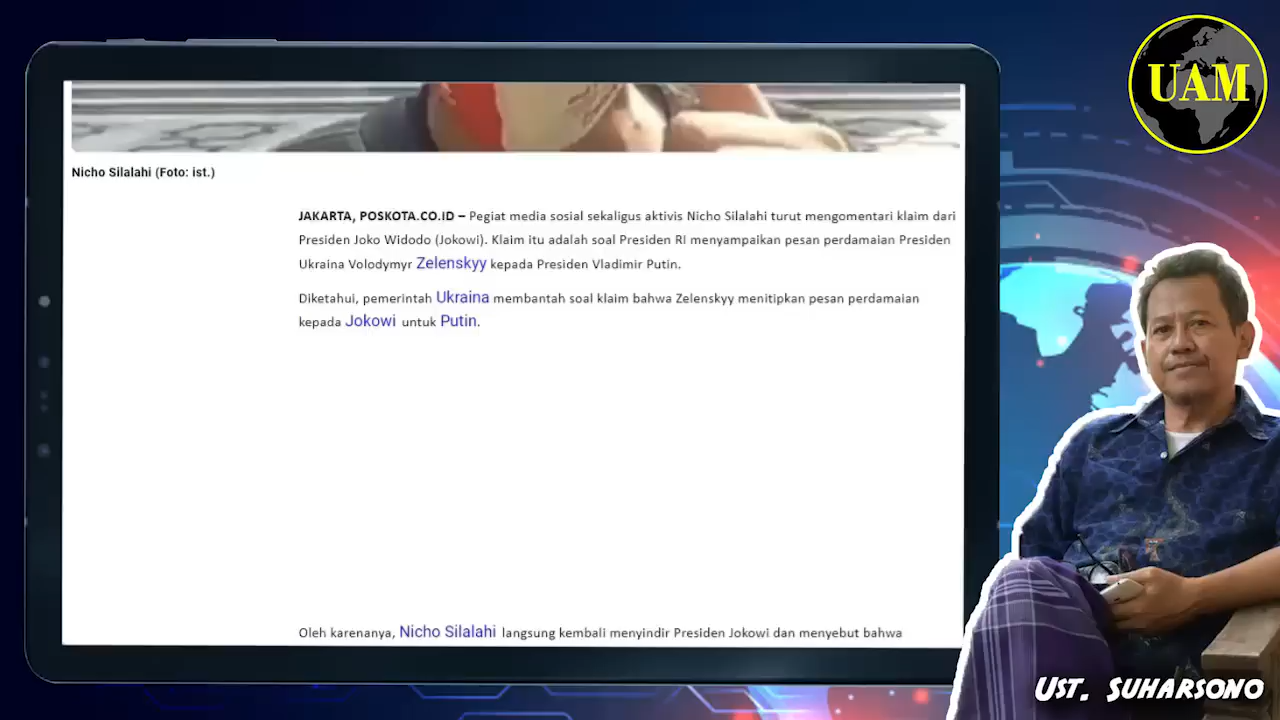 UAM
Nicho Silalahi (Foto: ist.)
JAKARTA, POSKOTA.CO.ID – Pegiat media sosial sekaligus aktivis Nicho Silalahi turut mengomentari klaim dari
Presiden Joko Widodo (Jokowi). Klaim itu adalah soal Presiden RI menyampaikan pesan perdamaian Presiden
Ukraina Volodymyr Zelenskyy kepada Presiden Vladimir Putin.
Diketahui, pemerintah Ukraina membantah soal klaim bahwa Zelenskyy menitipkan pesan perdamaian
kepada Jokowi untuk Putin.
Oleh karenanya, Nicho Silalahi langsung kembali menyindir Presiden Jokowi dan menyebut bahwa
Ust. Suharsono